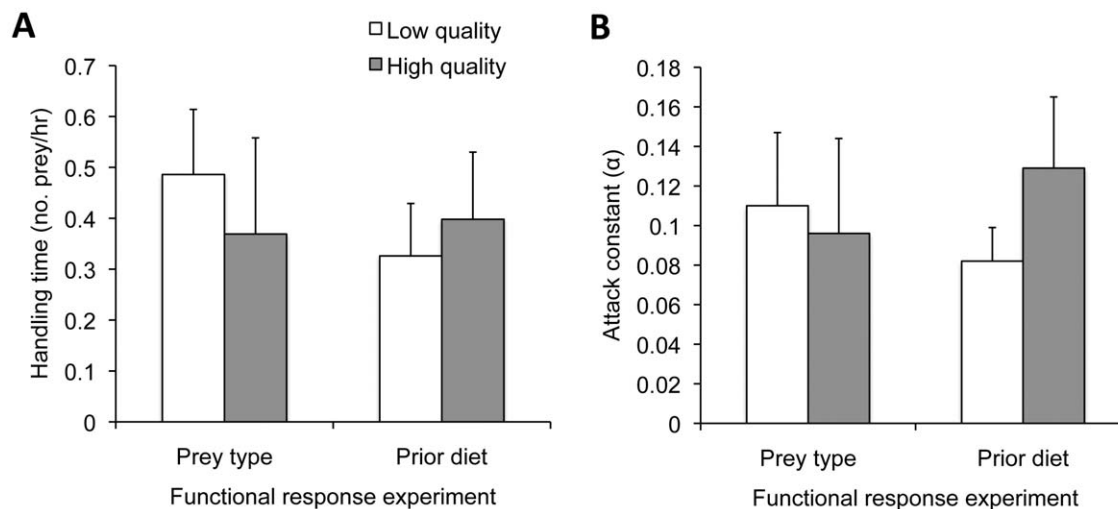 A
Low quality
High quality
Handling time (no. prey/hr)
0.7
0.6
0.5
0.4
0.3
0.2
0.1
0
Prey type
Prior diet
Functional response experiment
B
Attack constant (α)
0.18
0.16
0.14
0.12
0.1
0.08
0.06
0.04
0.02
0
Prey type
Prior diet
Functional response experiment